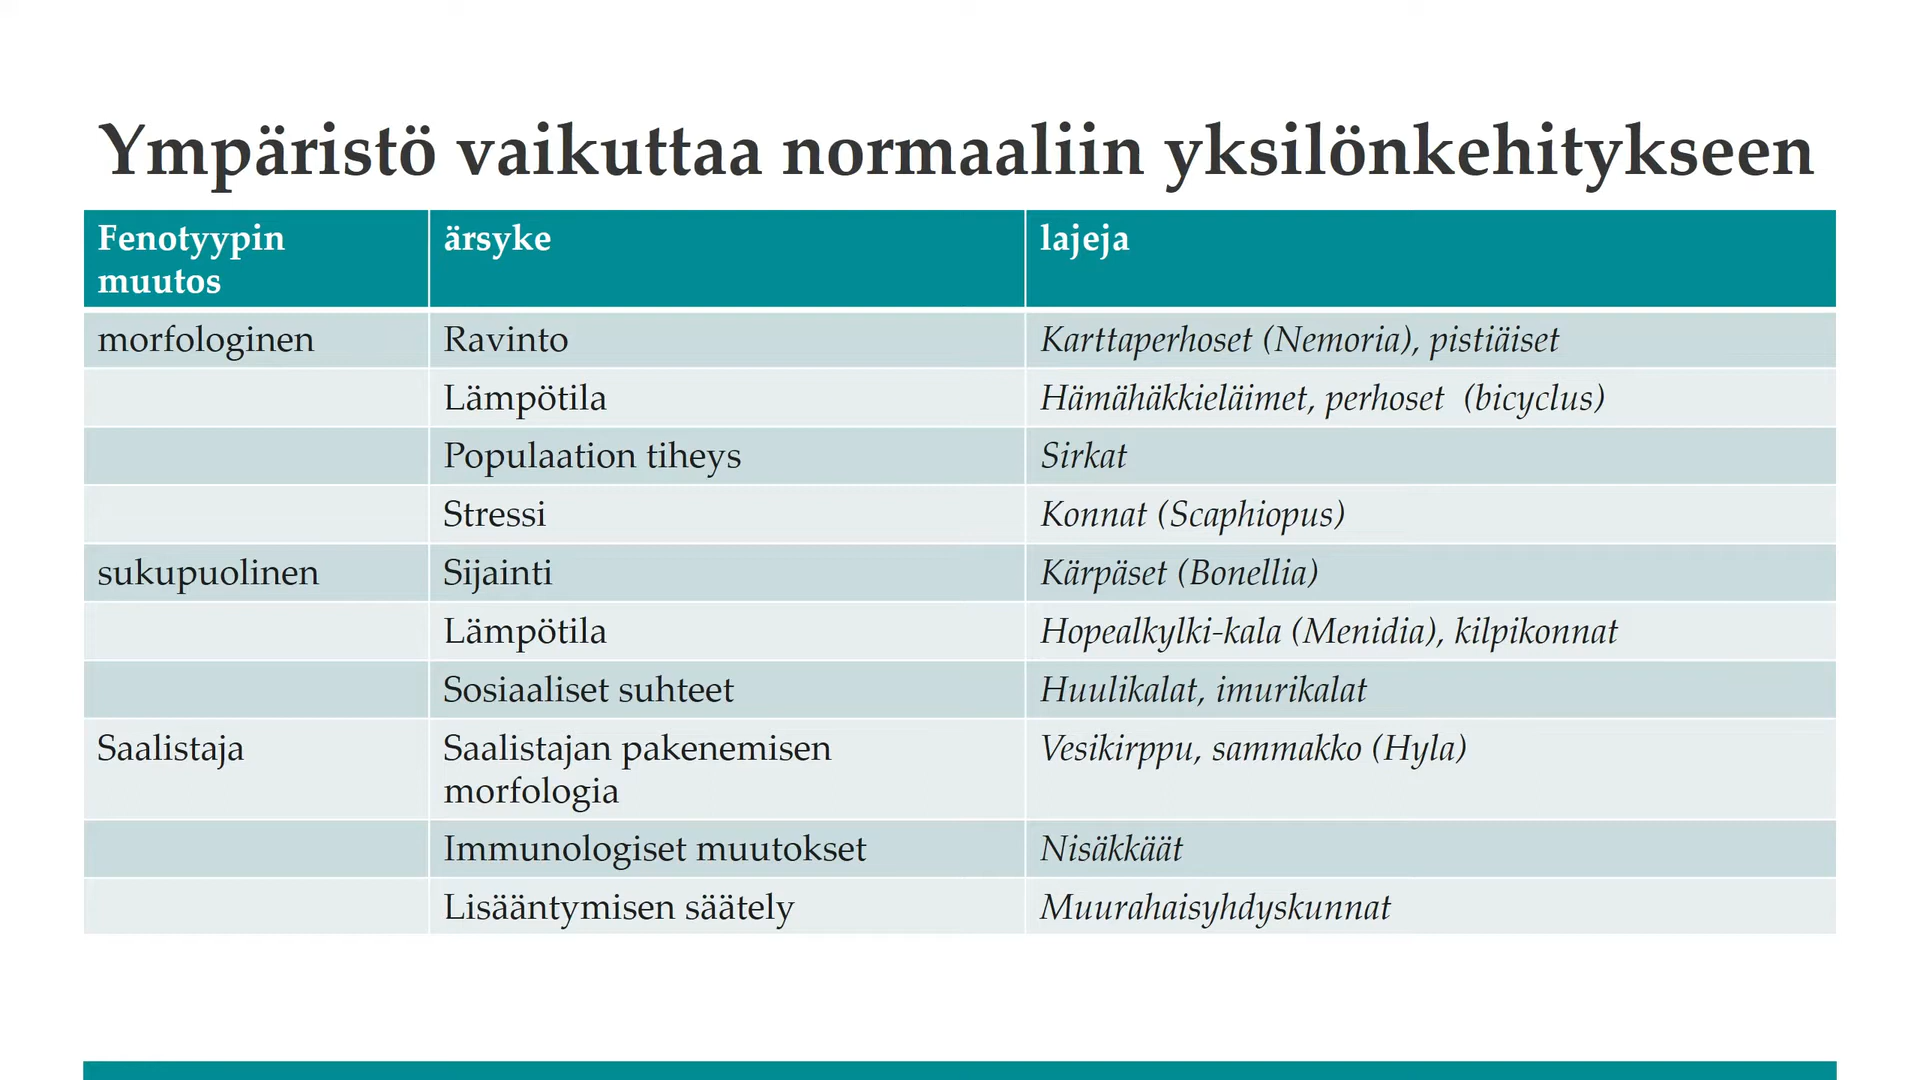 Ympäristö vaikuttaa normaaliin yksilönkehitykseen
Fenotyypin muutos ärsyke lajeja
morfologinen Ravinto Karttaperhoset (Nemoria), pistiäiset
Lämpötila Hämähäkkieläimet, perhoset (bicyclus)
Populaation tiheys Sirkat
Stressi Konnat (Scaphiopus)
sukupuolinen Sijainti Kärpäset (Bonellia)
Lämpötila Hopealkylki-kala (Menidia), kilpikonnat
Sosiaaliset suhteet Huulikalat, imurikalat
Saalistaja Saalistajan pakenemisen morfologia Vesikirppu, sammakko (Hyla)
Immunologiset muutokset Nisäkkäät
Lisääntymisen säätely Muurahaisyhdyskunnat